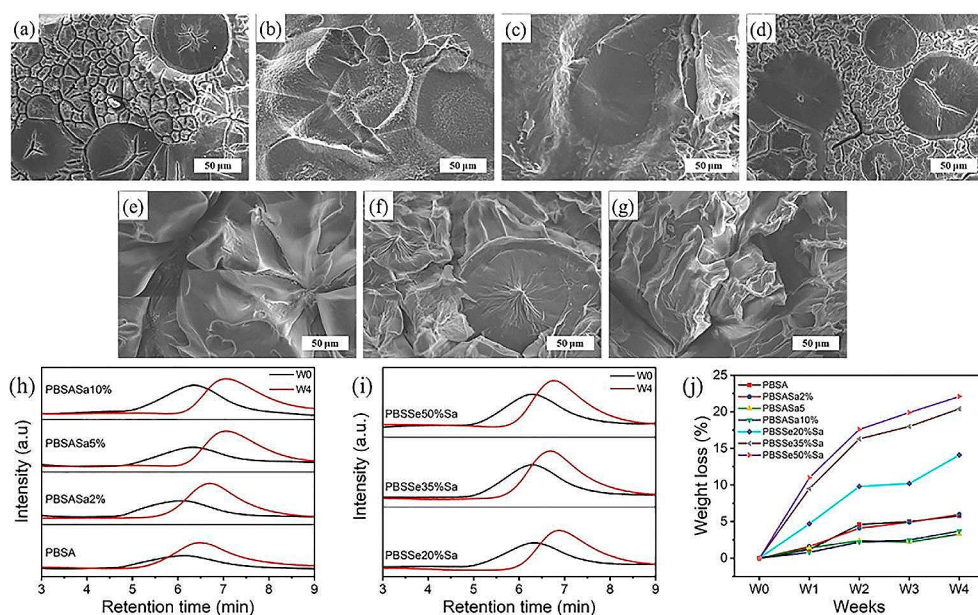 (a)
50 μm
(b)
50 μm
(c)
50 μm
(d)
50 μm
(e)
50 μm
(f)
50 μm
(g)
50 μm
(h)
W0
W4
PBSASa10%
PBSASa5%
PBSASa2%
PBSA
Intensity (a.u)
3 4 5 6 7 8 9
Retention time (min)
(i)
W0
W4
PBSSe50%Sa
PBSSe35%Sa
PBSSe20%Sa
Intensity (a.u)
3 4 5 6 7 8 9
Retention time (min)
(j)
PBSA
PBSASa2%
PBSASa5
PBSASa10%
PBSSe20%Sa
PBSSe35%Sa
PBSSe50%Sa
Weight loss (%)
25
20
15
10
5
0
W0 W1 W2 W3 W4
Weeks